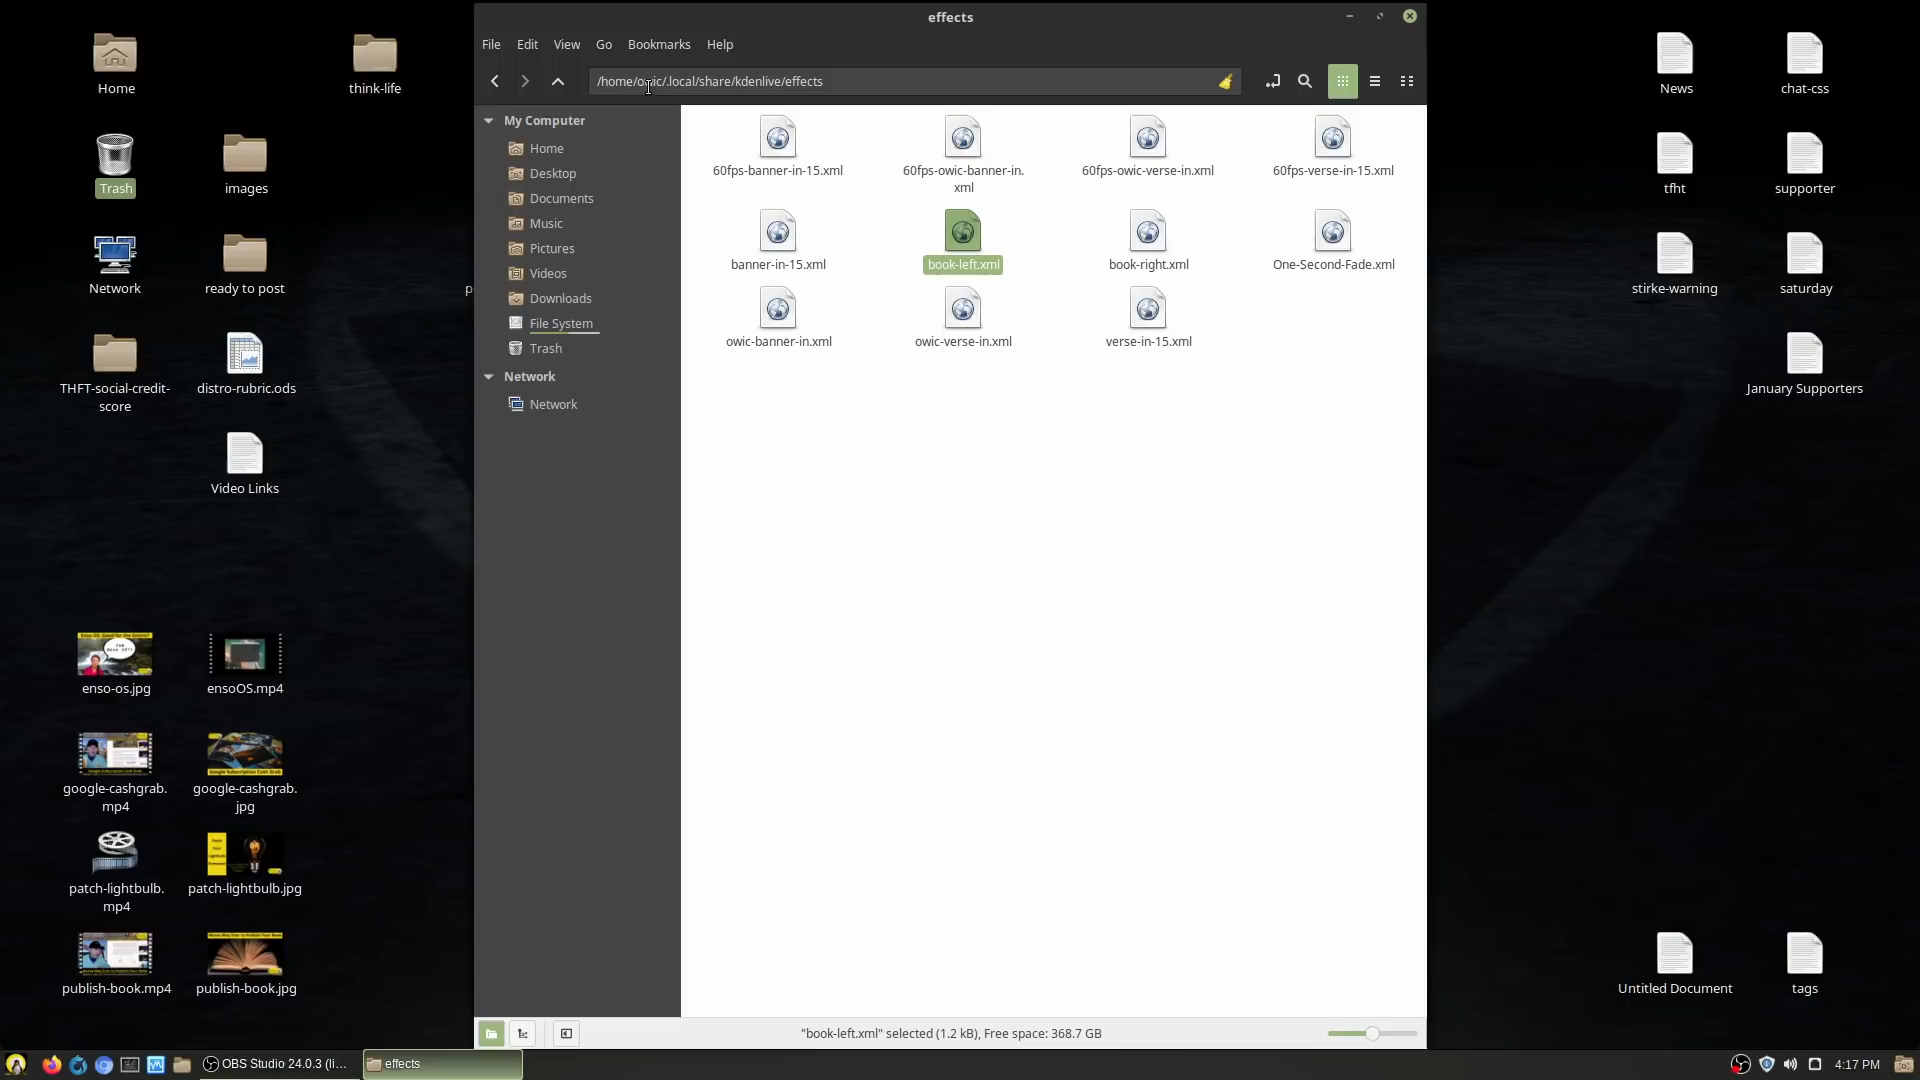 effects
File Edit View Go Bookmarks Help
/home/owic/.local/share/kdenlive/effects
My Computer
Home
Desktop
Documents
Music
Pictures
Videos
Downloads
File System
Trash
Network
Network
60fps-banner-in-15.xml
60fps-owic-banner-in.
xml
60fps-owic-verse-in.xml
60fps-verse-in-15.xml
banner-in-15.xml
book-left.xml
book-right.xml
One-Second-Fade.xml
owic-banner-in.xml
owic-verse-in.xml
verse-in-15.xml
"book-left.xml" selected (1.2 kB), Free space: 368.7 GB
Home
think-life
Trash
images
Network
ready to post
p
THFT-social-credit-
score
distro-rubric.ods
Video Links
enso-os.jpg
ensoOS.mp4
google-cashgrab.
mp4
google-cashgrab.
jpg
patch-lightbulb.
mp4
patch-lightbulb.jpg
publish-book.mp4
publish-book.jpg
News
chat-css
tfht
supporter
stirke-warning
saturday
January Supporters
Untitled Document
tags
OBS Studio 24.0.3 (li...
effects
4:17 PM